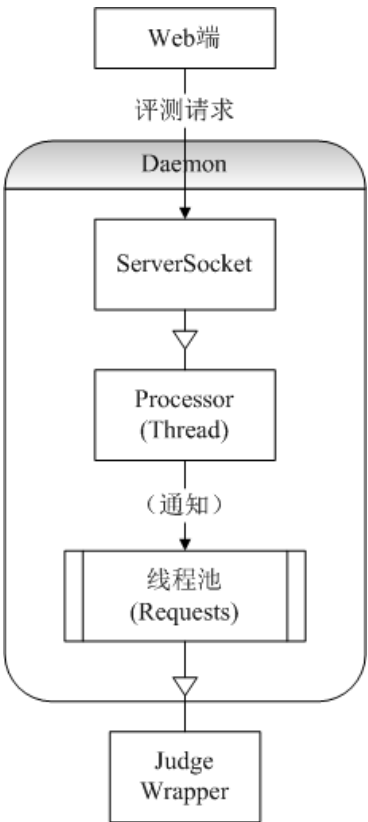 Web端
评测请求
Daemon
ServerSocket
Processor
(Thread)
（通知）
线程池
(Requests)
Judge
Wrapper